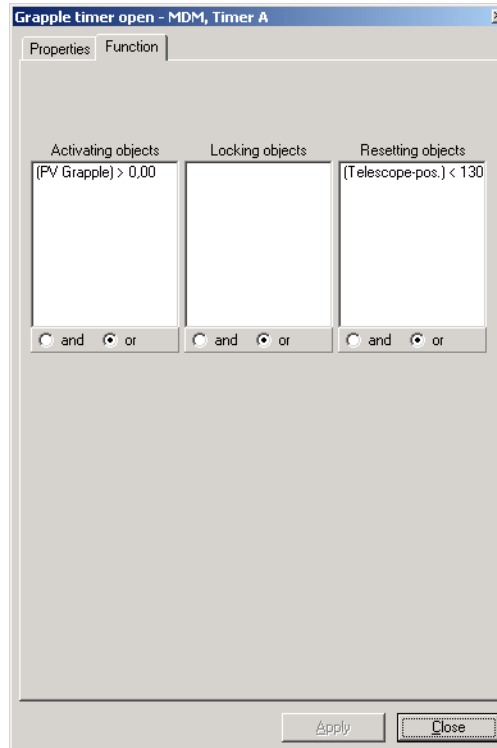 Grapple timer open - MDM, Timer A
Properties Function
Activating objects Locking objects Resetting objects
(PV Grapple) > 0,00 (Telescope-pos.) < 130
and or and or and or
Apply Close